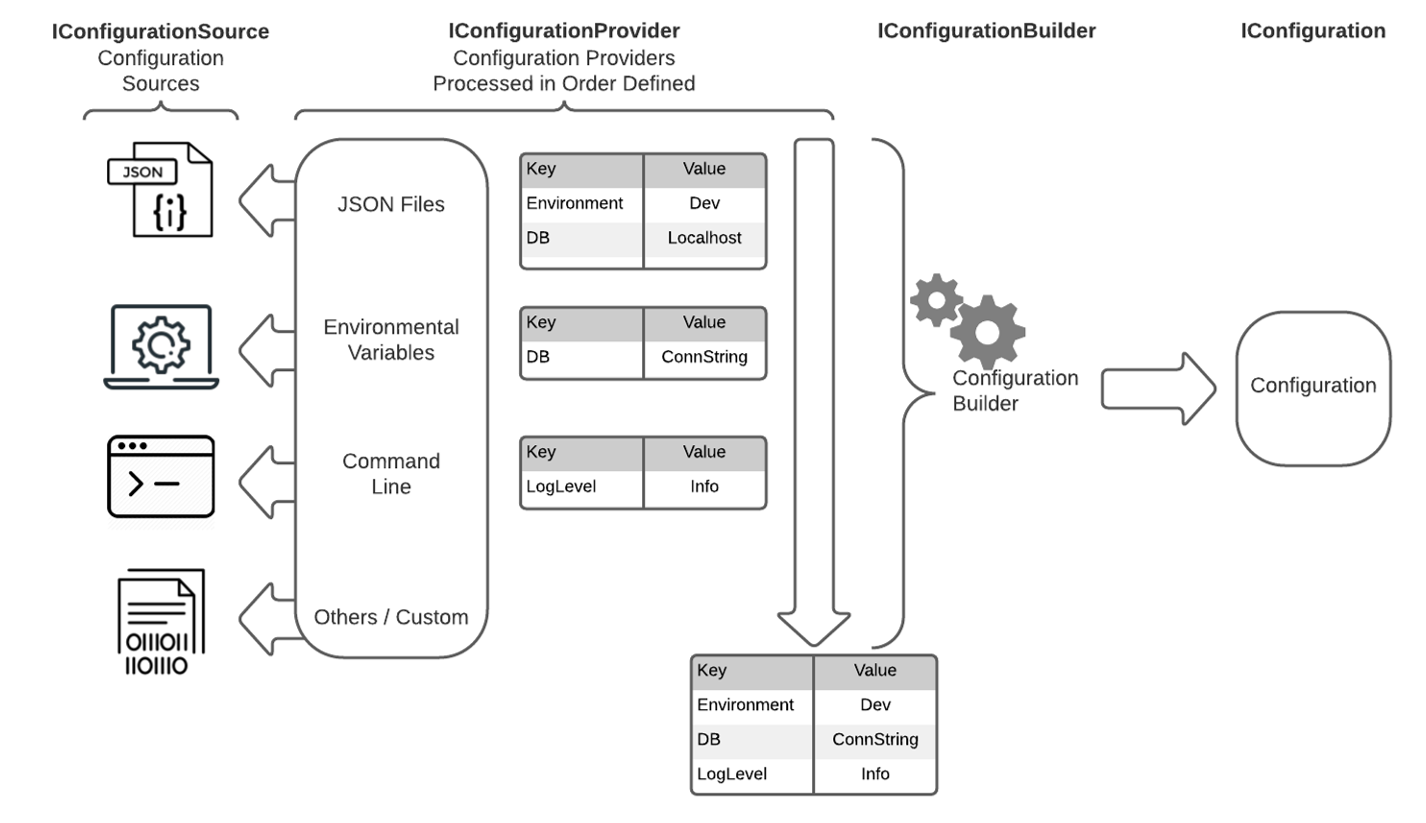 IConfigurationSource
Configuration
Sources
IConfigurationProvider
Configuration Providers
Processed in Order Defined
IConfigurationBuilder
IConfiguration
JSON
{i}
JSON Files
Key Value
Environment Dev
DB Localhost
Environmental
Variables
Key Value
DB ConnString
Command
Line
Key Value
LogLevel Info
Others / Custom
OIIIOII
IIOIIIO
Configuration
Builder
Configuration
Key Value
Environment Dev
DB ConnString
LogLevel Info